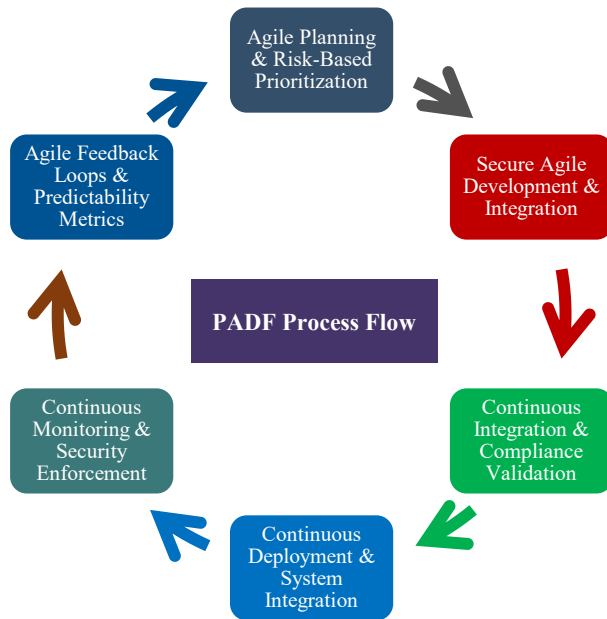 Agile Planning
& Risk-Based
Prioritization
Secure Agile
Development &
Integration
Continuous
Integration &
Compliance
Validation
Continuous
Deployment &
System
Integration
Continuous
Monitoring &
Security
Enforcement
Agile Feedback
Loops &
Predictability
Metrics
PADF Process Flow